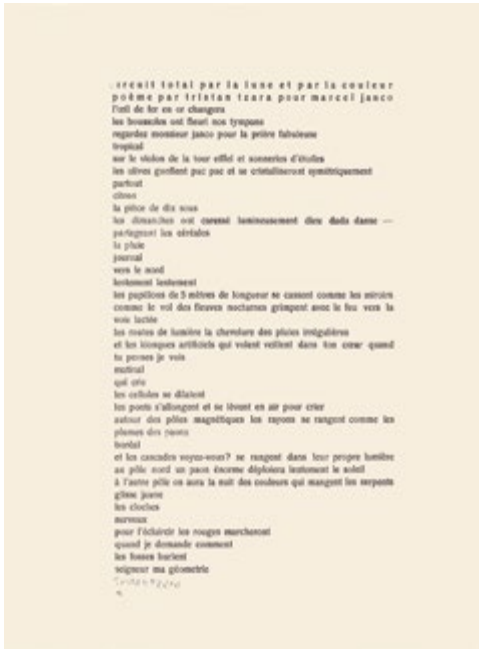 circuit total par la lune et par la couleur
poème par tristan tzara pour marcel janco
l'œil de fer en or changera
les boussoles ont fleuri nos tympans
regardez monsieur janco pour la prière fabuleuse
tropical
sur le violon de la tour eiffel et sonneries d'étoiles
les olives gonflent pac pac et se cristalliseront symétriquement
partout
citron
la pièce de dix sous
les dimanches ont caressé lumineusement dieu dada danse —
partageant les céréales
la pluie
journal
vers le nord
lentement lentement
les papillons de 5 mètres de longueur se cassent comme les miroirs
comme le vol des fleuves nocturnes grimpent avec le feu vers la
voie lactée
les routes de lumière la chevelure des pluies irrégulières
et les kiosques artificiels qui volent veillent dans ton cœur quand
tu penses je vois
matinal
qui crie
les cellules se dilatent
les ponts s'allongent et se lèvent en air pour crier
autour des pôles magnétiques les rayons se rangent comme les
plumes des paons
boréal
et les cascades voyez-vous? se rangent dans leur propre lumière
au pôle nord un paon énorme déploiera lentement le soleil
à l'autre pôle on aura la nuit des couleurs qui mangent les serpents
glisse jaune
les cloches
nerveux
pour l'éclaircir les rouges marcheront
quand je demande comment
les fosses hurlent
seigneur ma géométrie